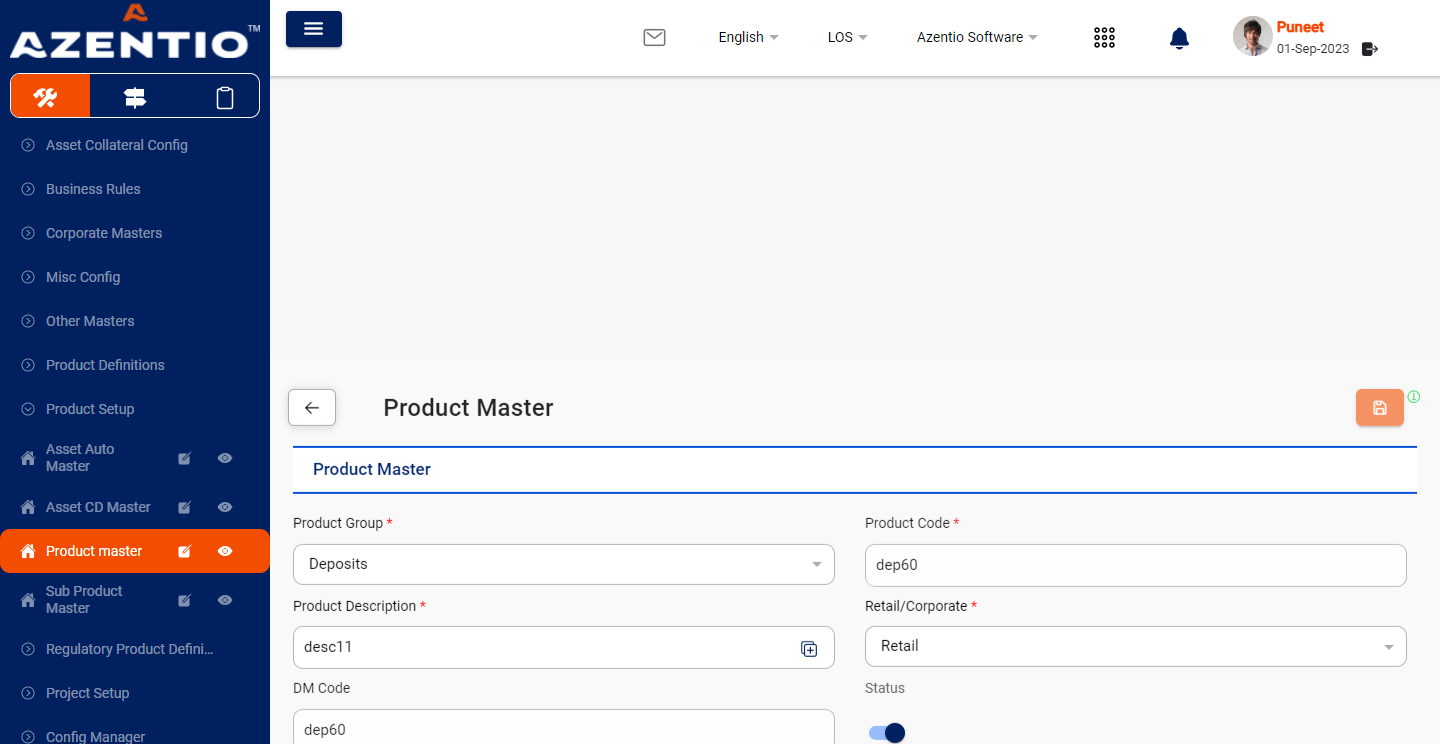 AZENTIO™
English
LOS
Azentio Software
Puneet
01-Sep-2023
Asset Collateral Config
Business Rules
Corporate Masters
Misc Config
Other Masters
Product Definitions
Product Setup
Asset Auto
Master
Asset CD Master
Product master
Sub Product
Master
Regulatory Product Defini...
Project Setup
Config Manager
Product Master
Product Master
Product Group *
Product Code *
Deposits
dep60
Product Description *
Retail/Corporate *
desc11
Retail
DM Code
Status
dep60